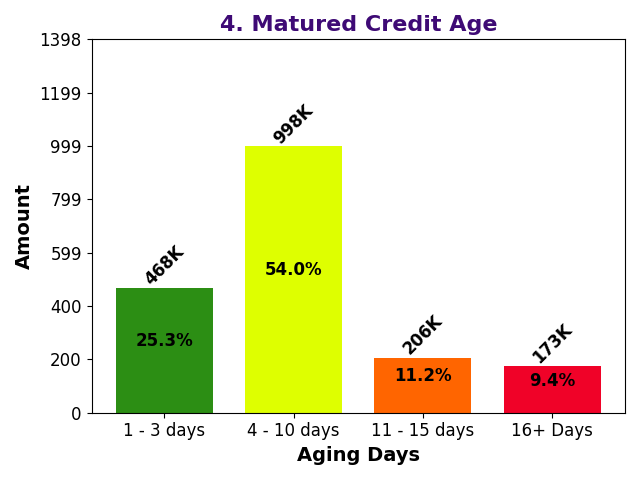 4. Matured Credit Age
1398
1199
999
799
599
400
200
0
Amount
468K
998K
206K
173K
25.3%
54.0%
11.2%
9.4%
1 - 3 days
4 - 10 days
11 - 15 days
16+ Days
Aging Days